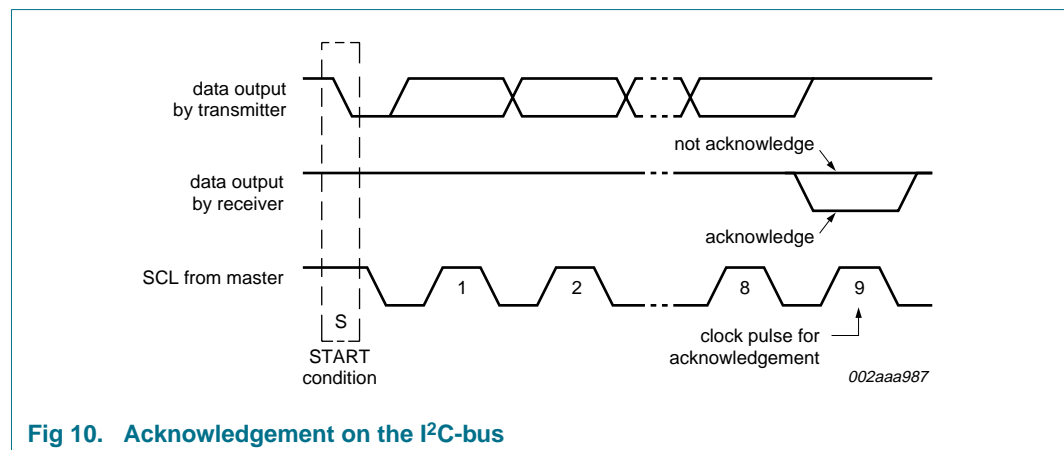 data output
by transmitter
not acknowledge
data output
by receiver
acknowledge
SCL from master
1
2
8
9
S
START
condition
clock pulse for
acknowledgement
002aaa987
Fig 10. Acknowledgement on the I²C-bus